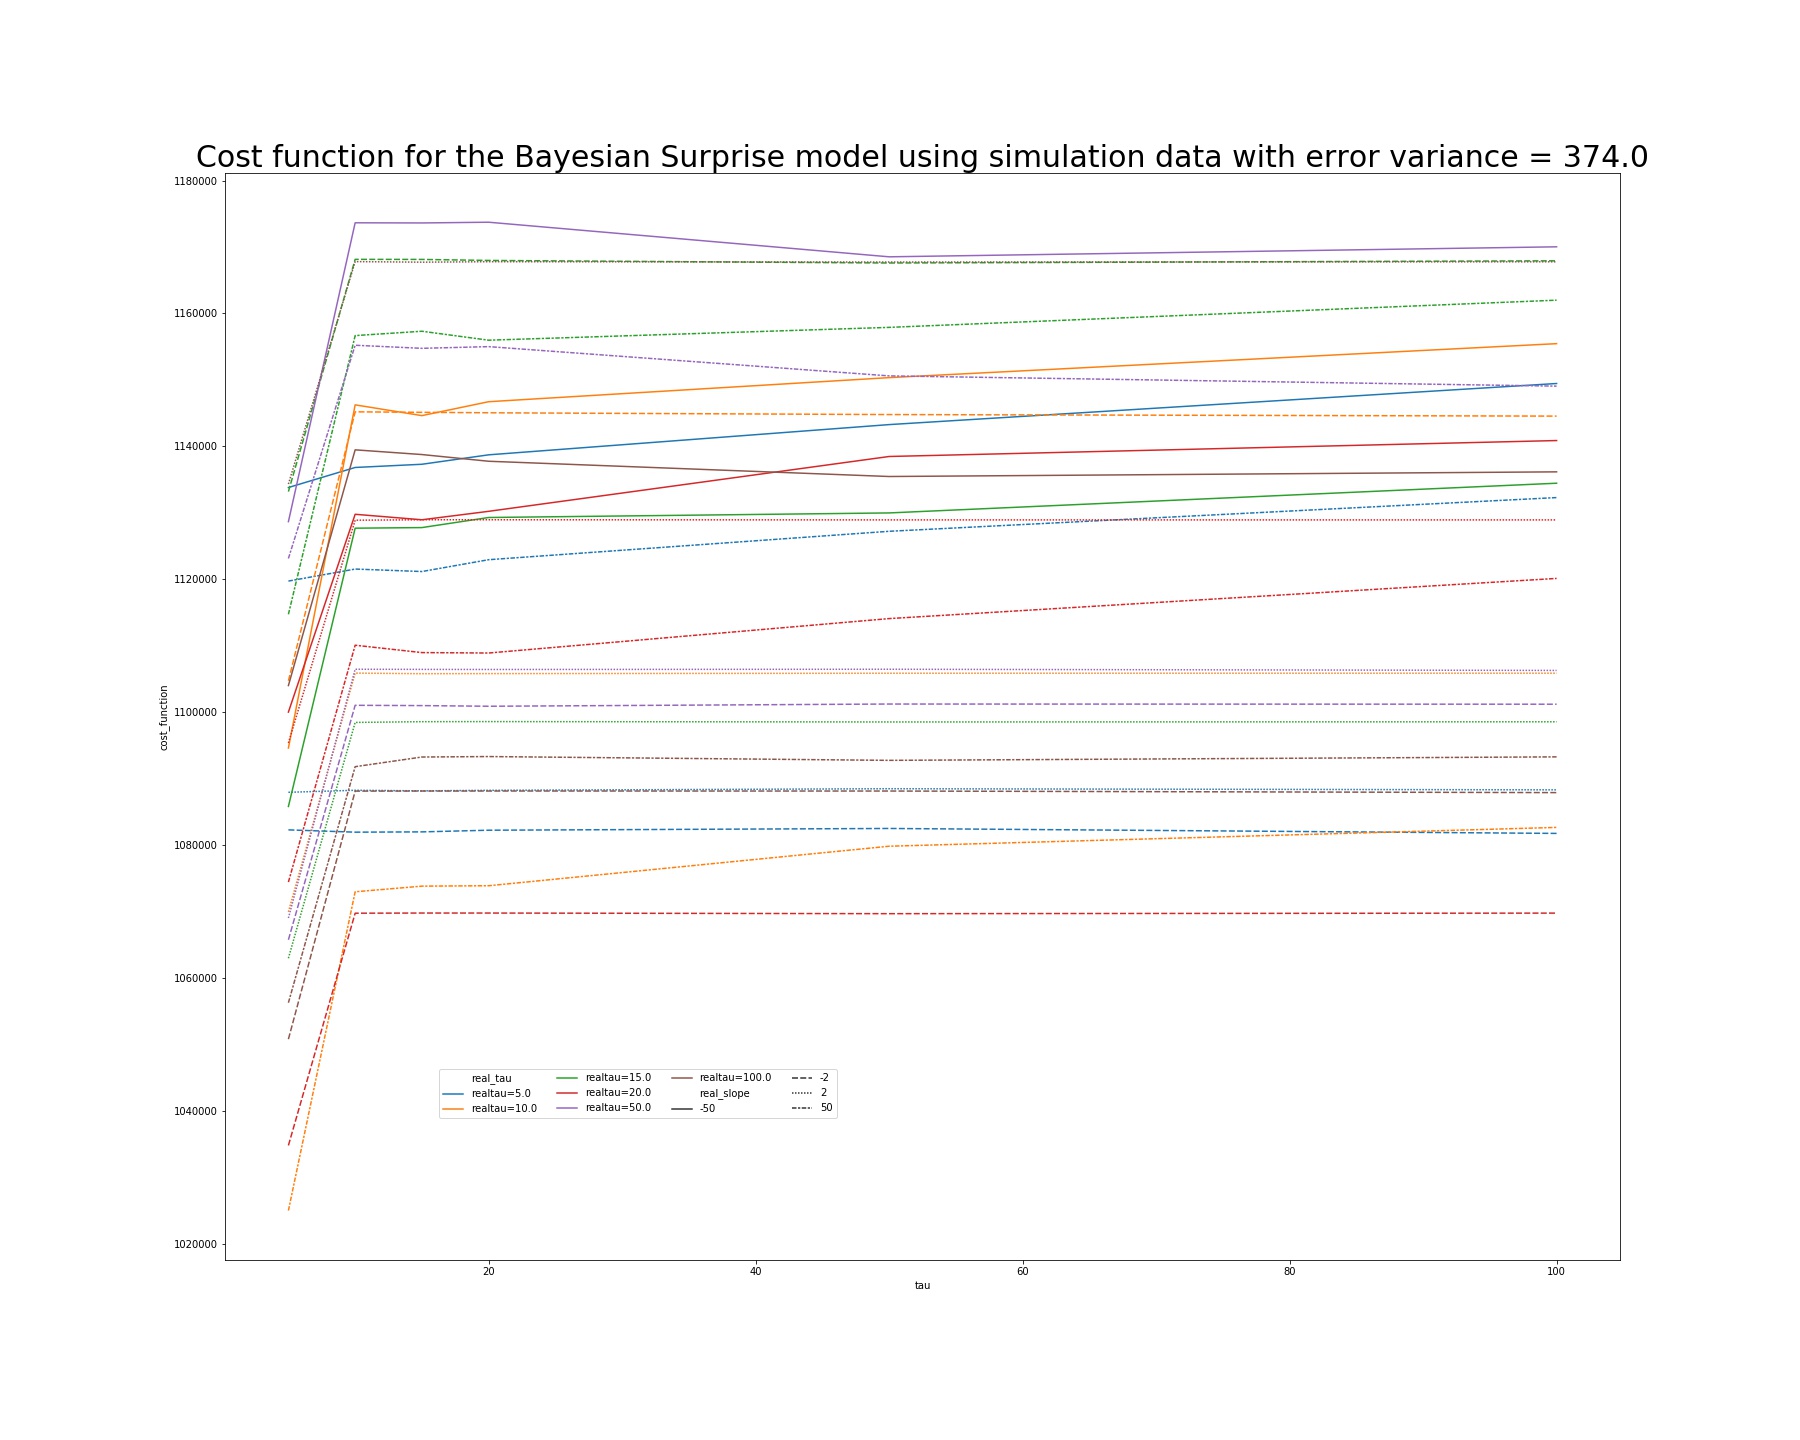 Cost function for the Bayesian Surprise model using simulation data with error variance = 374.0
1180000
1160000
1140000
1120000
1100000
1080000
1060000
1040000
1020000
cost_function
real_tau
realtau=5.0
realtau=10.0
realtau=15.0
realtau=20.0
realtau=50.0
realtau=100.0
real_slope
-50
-2
2
50
20
40
60
80
100
tau